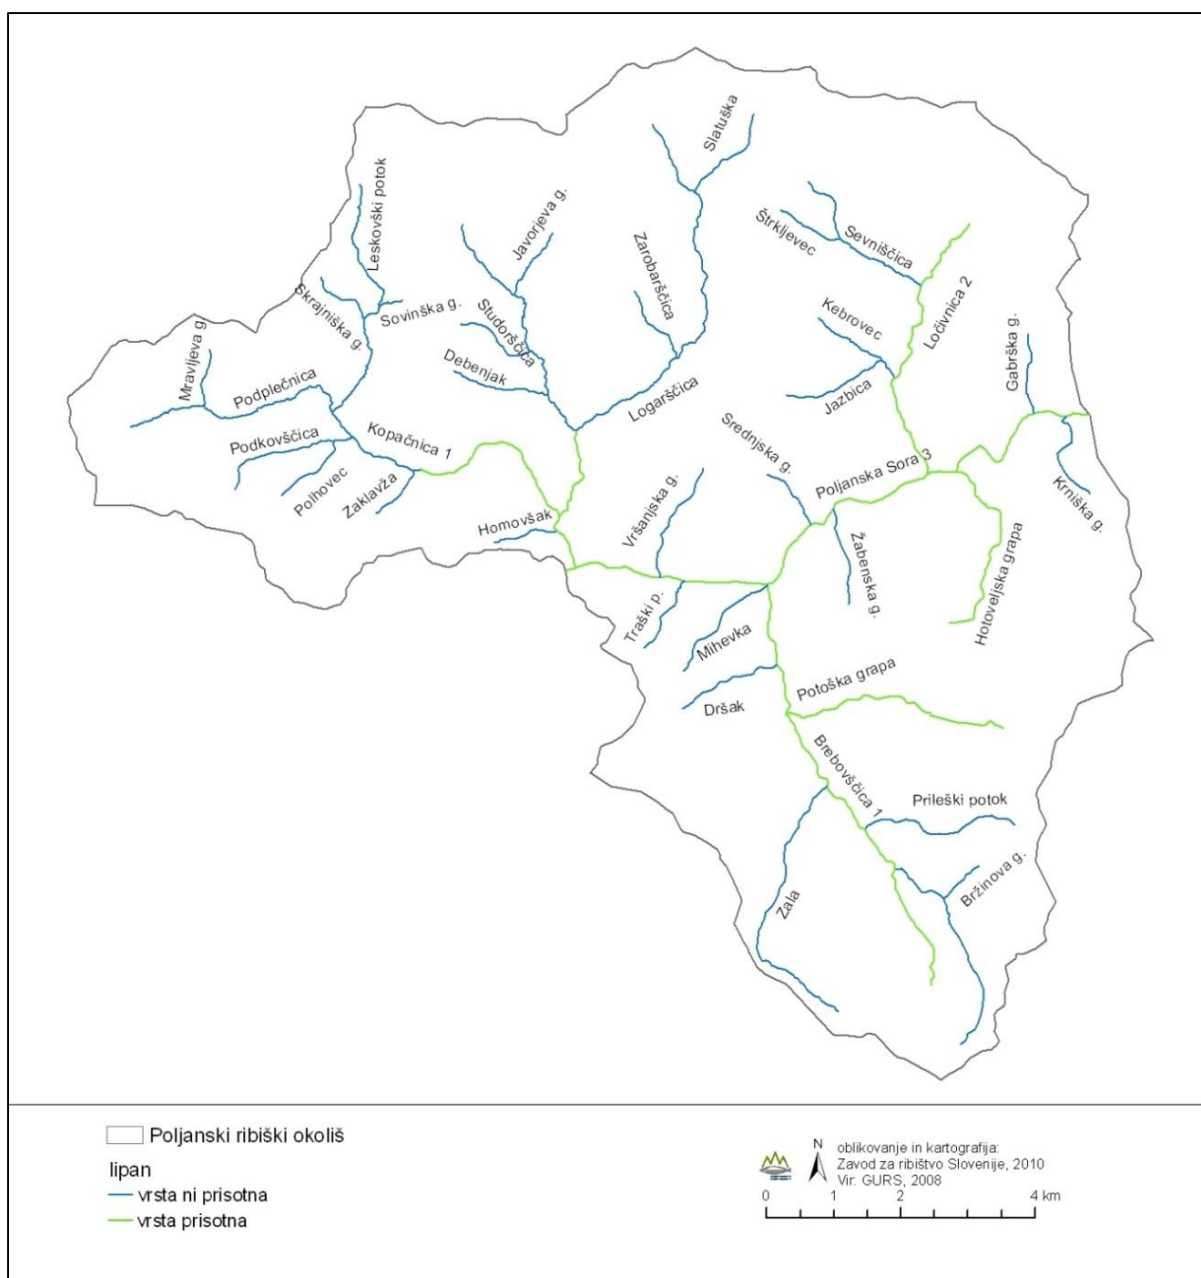 Slatuška
Leskovški potok
Javorjeva g.
Štrkljevec
Sevniščica
Zarobarščica
Skrajniška g.
Sovinška g.
Studorščica
Kebrovec
Ločivnica 2
Gabrška g.
Mravljeva g.
Podplečnica
Debenjak
Logarščica
Jazbica
Podkovščica
Kopačnica 1
Srednjska g.
Poljanska Sora 3
Polhovec
Zaklavža
Homovšak
Vršanjska g.
Krniška g.
Žabenska g.
Hotoveljska grapa
Traški p.
Mihevka
Potoška grapa
Dršak
Brebovščica 1
Prileški potok
Bržinova g.
Zala
Poljanski ribiški okoliš
lipan
vrsta ni prisotna
vrsta prisotna
N
oblikovanje in kartografija:
Zavod za ribištvo Slovenije, 2010
Vir: GURS, 2008
0 1 2 4 km